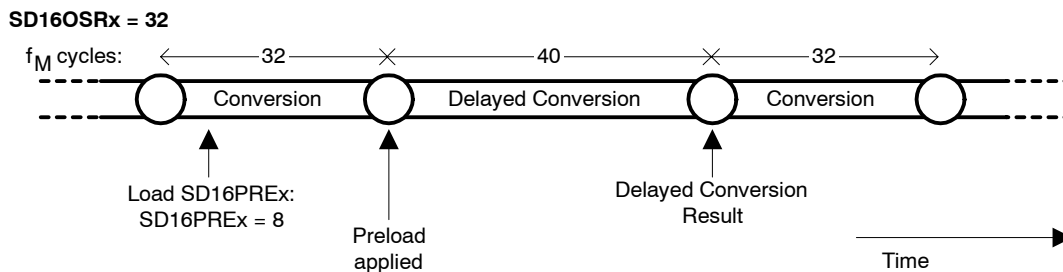 SD16OSRx = 32
fM cycles: 32 40 32
Conversion Delayed Conversion Conversion
Load SD16PREx:
SD16PREx = 8
Preload
applied
Delayed Conversion
Result
Time